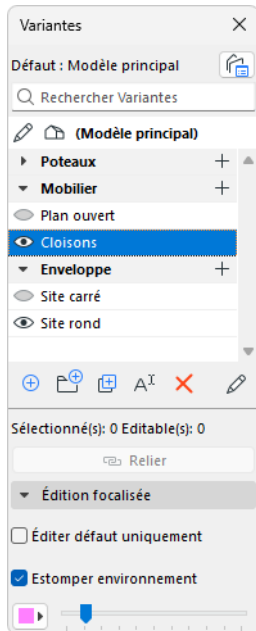 Variantes
Défaut : Modèle principal
Rechercher Variantes
(Modèle principal)
Poteaux
Mobilier
Plan ouvert
Cloisons
Enveloppe
Site carré
Site rond
Sélectionné(s): 0 Editable(s): 0
Relier
Édition focalisée
Éditer défaut uniquement
Estomper environnement